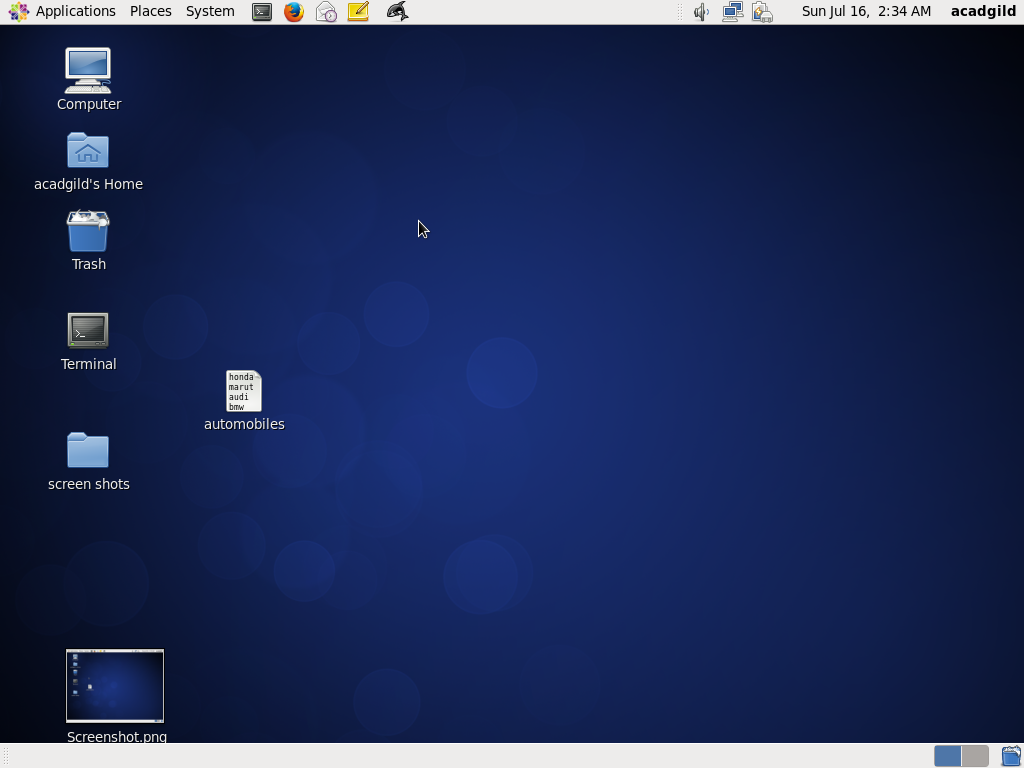 Applications Places System
Sun Jul 16, 2:34 AM acadgild
Computer
acadgild's Home
Trash
Terminal
honda
marut
audi
bmw
automobiles
screen shots
Screenshot.png